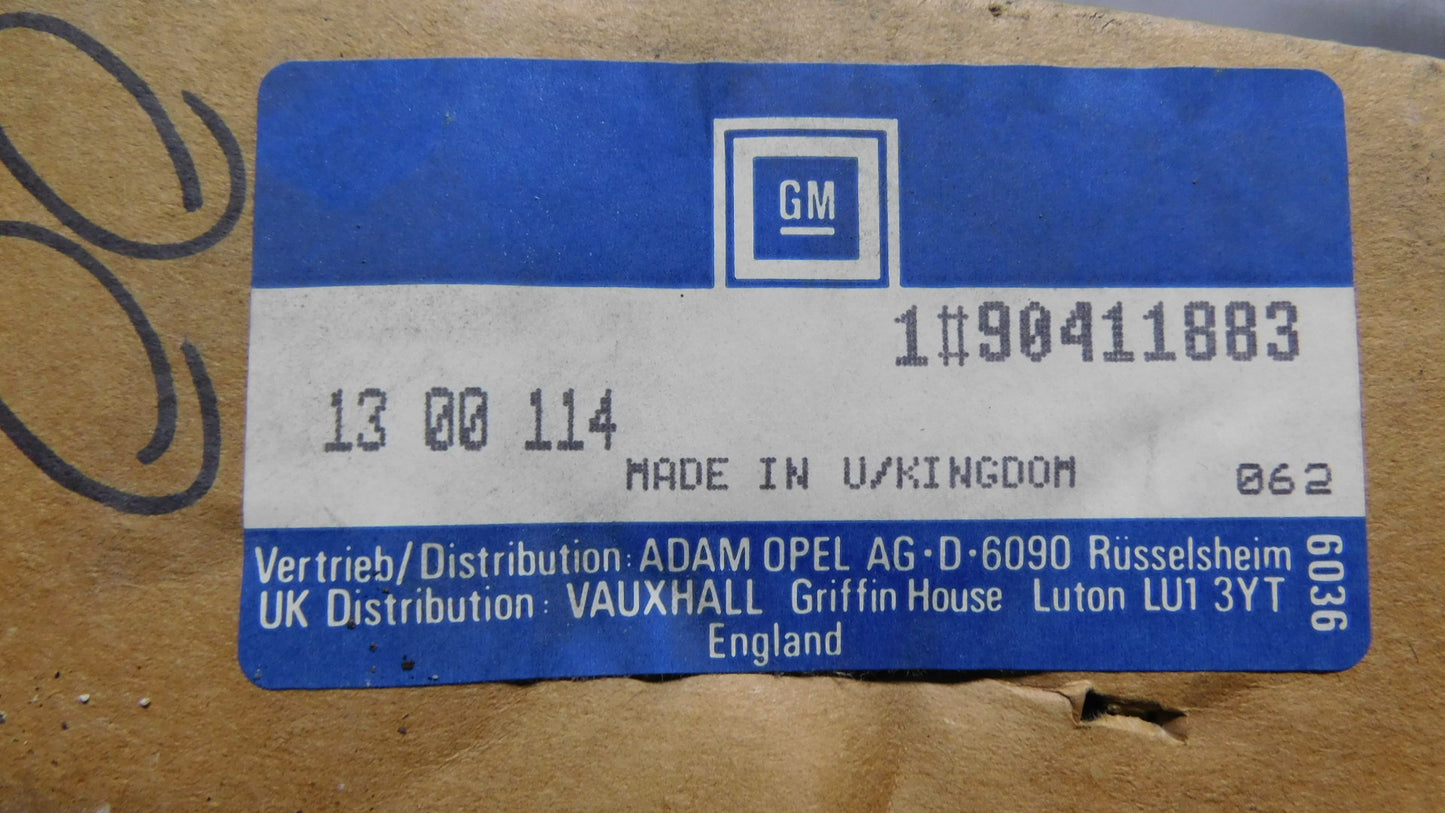 GM
1#90411883
13 00 114
MADE IN U/KINGDOM 062
Vertrieb/Distribution: ADAM OPEL AG·D·6090 Rüsselsheim
UK Distribution: VAUXHALL Griffin House Luton LU1 3YT
England
6036